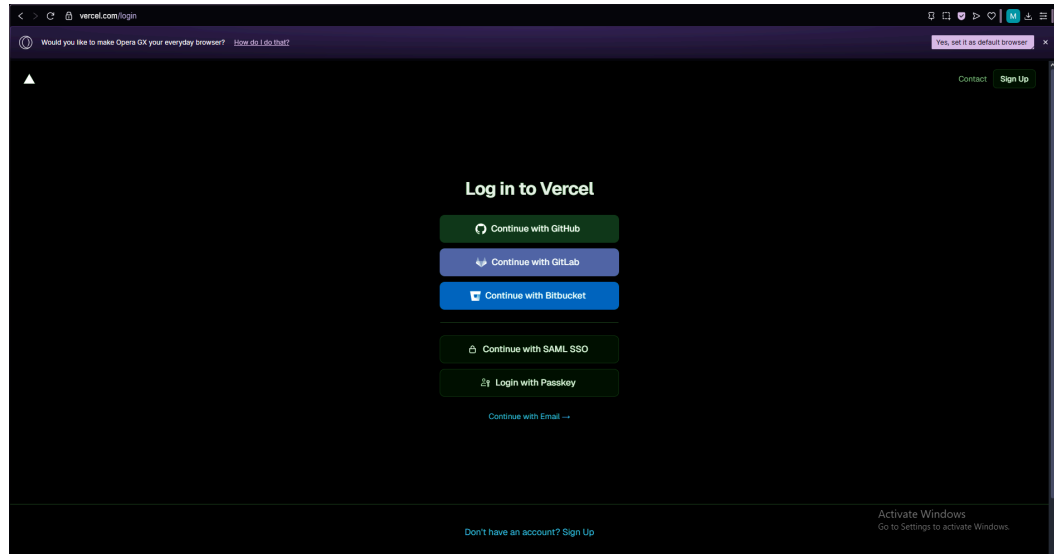 vercel.com/login
M
Would you like to make Opera GX your everyday browser? How do I do that?
Yes, set it as default browser
Contact Sign Up
Log in to Vercel
Continue with GitHub
Continue with GitLab
Continue with Bitbucket
Continue with SAML SSO
Login with Passkey
Continue with Email →
Activate Windows
Go to Settings to activate Windows.
Don't have an account? Sign Up